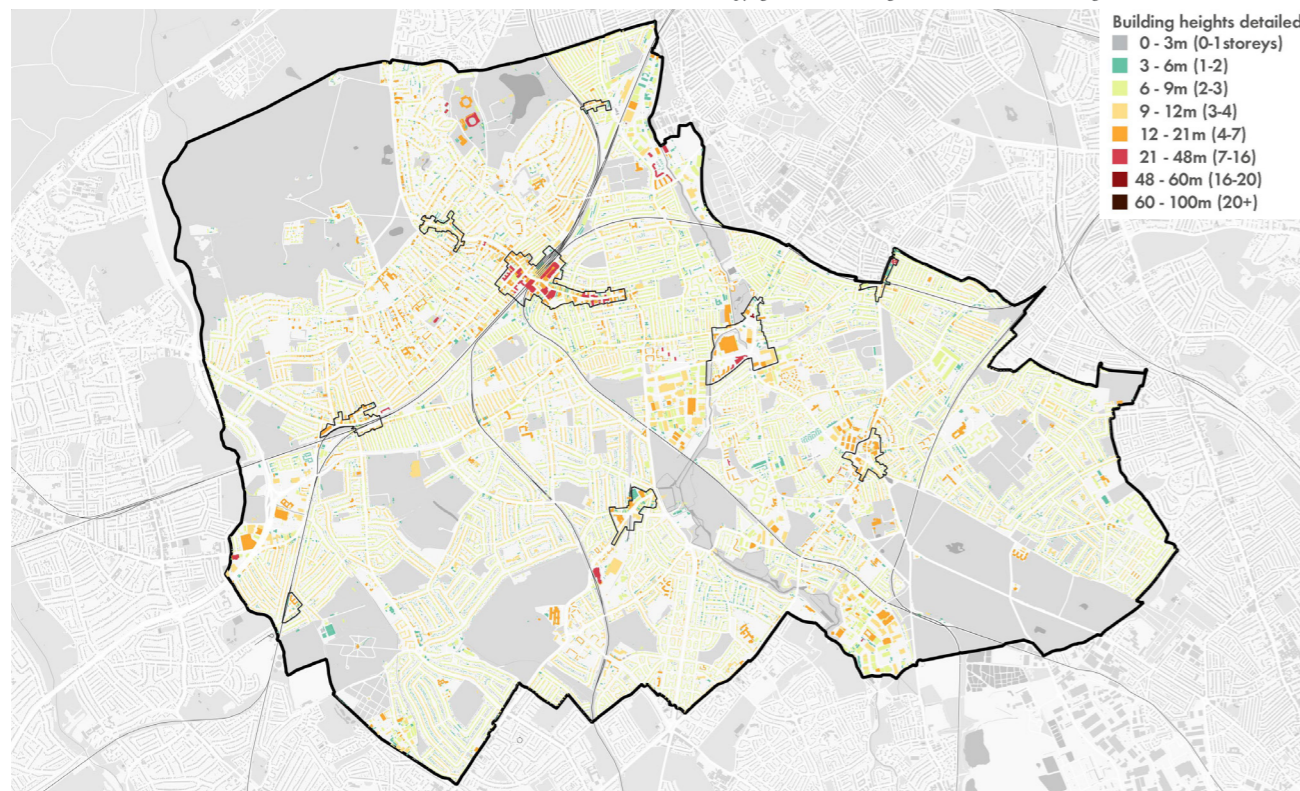 Building heights detailed
0 - 3m (0-1storeys)
3 - 6m (1-2)
6 - 9m (2-3)
9 - 12m (3-4)
12 - 21m (4-7)
21 - 48m (7-16)
48 - 60m (16-20)
60 - 100m (20+)